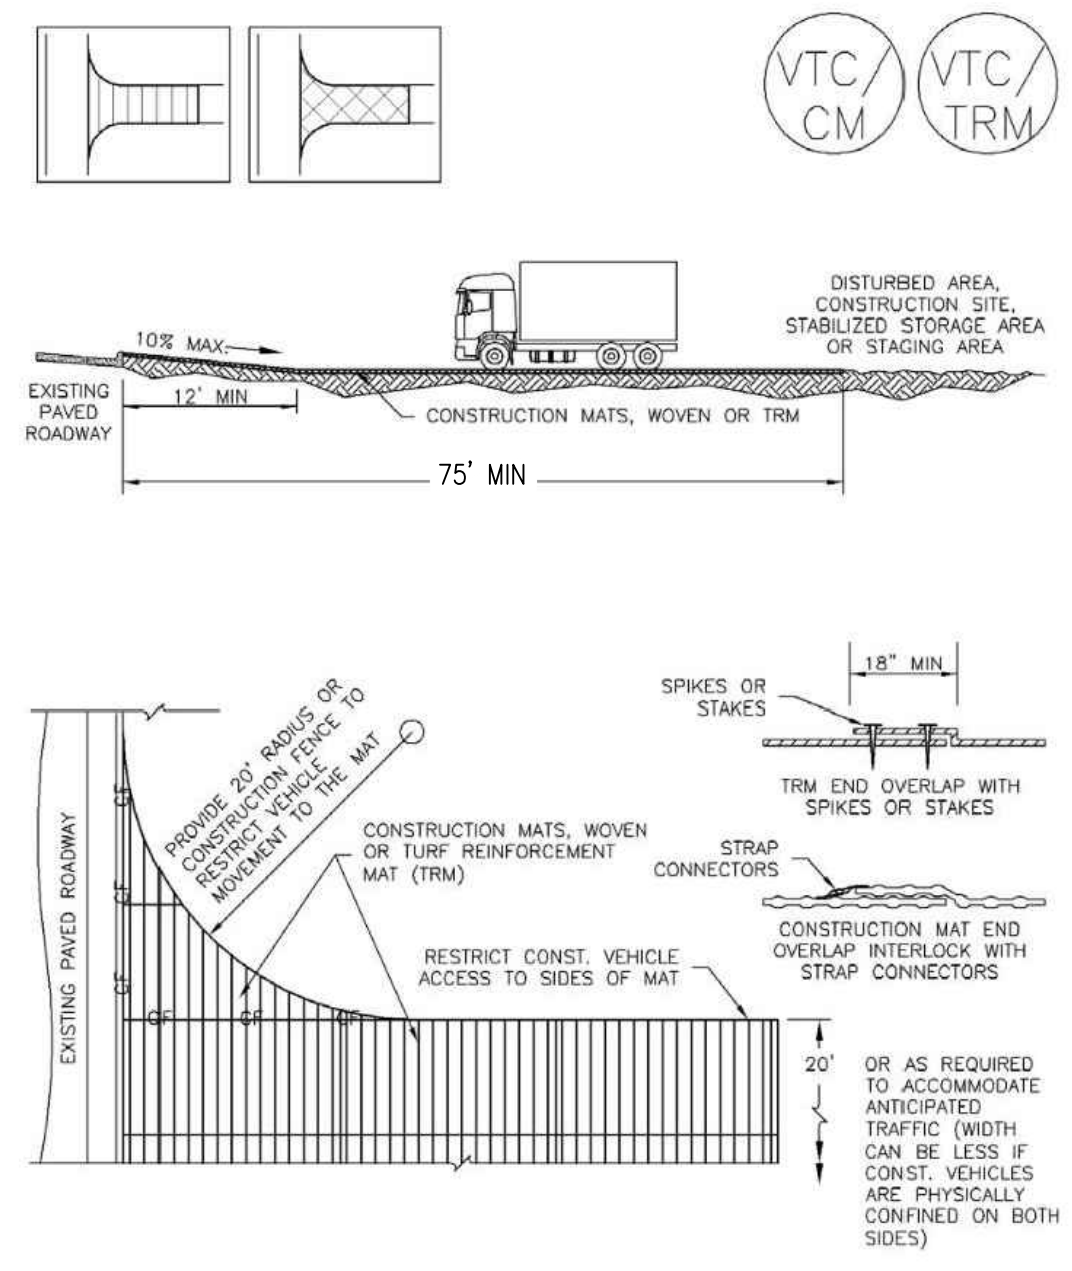 VTC/
CM
VTC/
TRM
DISTURBED AREA,
CONSTRUCTION SITE,
STABILIZED STORAGE AREA
OR STAGING AREA
10% MAX.
EXISTING
PAVED
ROADWAY
12' MIN
CONSTRUCTION MATS, WOVEN OR TRM
75' MIN
18" MIN
SPIKES OR
STAKES
TRM END OVERLAP WITH
SPIKES OR STAKES
PROVIDE 20' RADIUS OR
CONSTRUCTION FENCE TO
RESTRICT VEHICLE
MOVEMENT TO THE MAT
CONSTRUCTION MATS, WOVEN
OR TURF REINFORCEMENT
MAT (TRM)
STRAP
CONNECTORS
CONSTRUCTION MAT END
OVERLAP INTERLOCK WITH
STRAP CONNECTORS
RESTRICT CONST. VEHICLE
ACCESS TO SIDES OF MAT
EXISTING PAVED ROADWAY
CF
CF
CF
CF
CF
CF
20'
OR AS REQUIRED
TO ACCOMMODATE
ANTICIPATED
TRAFFIC (WIDTH
CAN BE LESS IF
CONST. VEHICLES
ARE PHYSICALLY
CONFINED ON BOTH
SIDES)